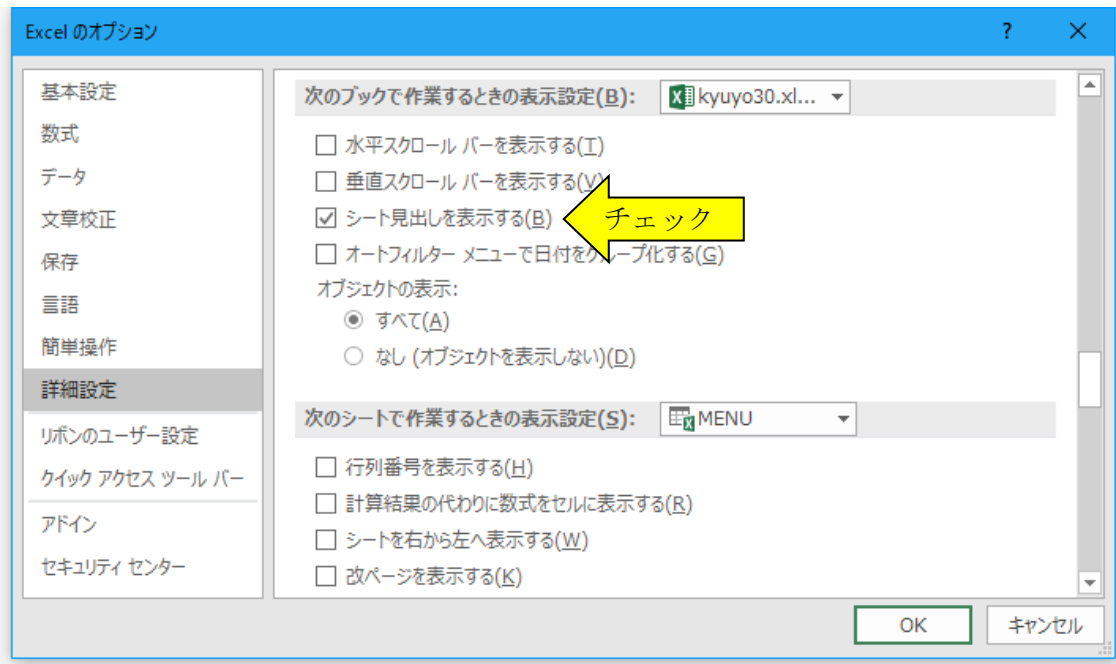 Excel のオプション
?
基本設定
数式
データ
文章校正
保存
言語
簡単操作
詳細設定
リボンのユーザー設定
クイック アクセス ツール バー
アドイン
セキュリティ センター
次のブックで作業するときの表示設定(B): kyuyo30.xl...
水平スクロール バーを表示する(T)
垂直スクロール バーを表示する(V)
シート見出しを表示する(B)
チェック
オートフィルター メニューで日付をグループ化する(G)
オブジェクトの表示:
すべて(A)
なし (オブジェクトを表示しない)(D)
次のシートで作業するときの表示設定(S): MENU
行列番号を表示する(H)
計算結果の代わりに数式をセルに表示する(R)
シートを右から左へ表示する(W)
改ページを表示する(K)
OK
キャンセル